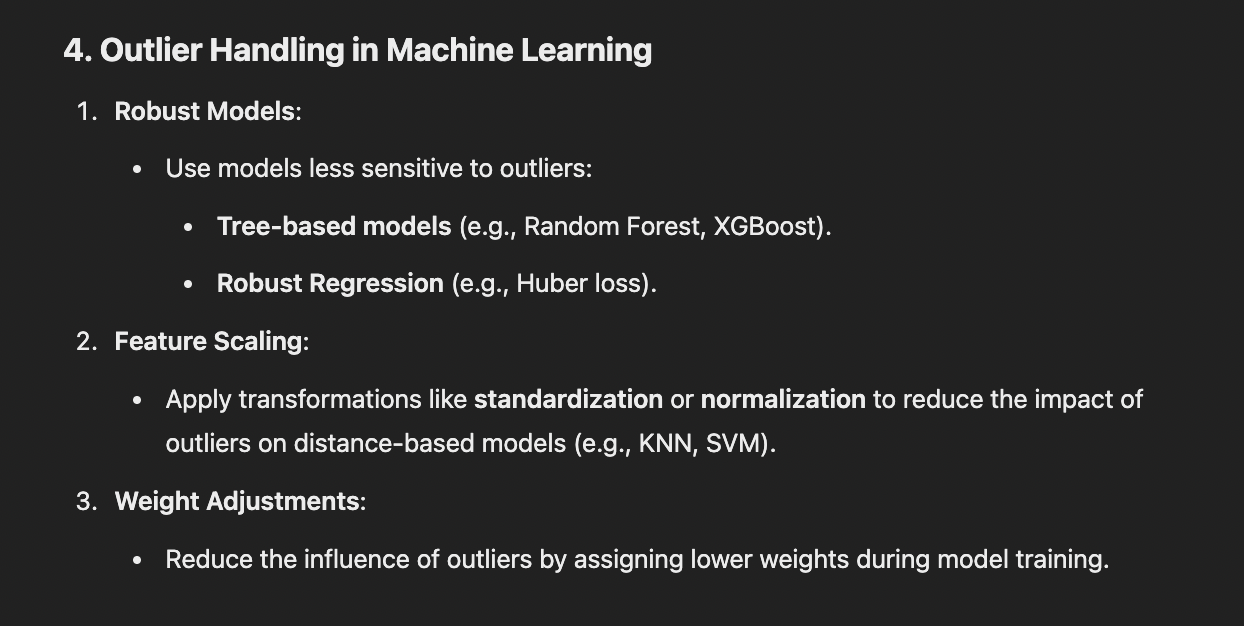 4. Outlier Handling in Machine Learning
1. Robust Models:
• Use models less sensitive to outliers:
• Tree-based models (e.g., Random Forest, XGBoost).
• Robust Regression (e.g., Huber loss).
2. Feature Scaling:
• Apply transformations like standardization or normalization to reduce the impact of
outliers on distance-based models (e.g., KNN, SVM).
3. Weight Adjustments:
• Reduce the influence of outliers by assigning lower weights during model training.